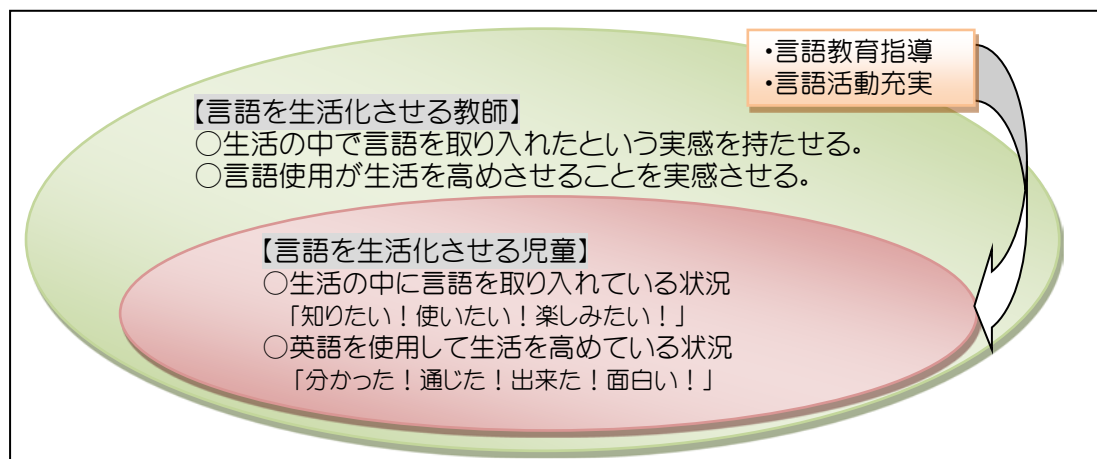 ・言語教育指導
・言語活動充実
【言語を生活化させる教師】
○生活の中で言語を取り入れたという実感を持たせる。
○言語使用が生活を高めさせることを実感させる。
【言語を生活化させる児童】
○生活の中に言語を取り入れている状況
「知りたい！使いたい！楽しみたい！」
○英語を使用して生活を高めている状況
「分かった！通じた！出来た！面白い！」